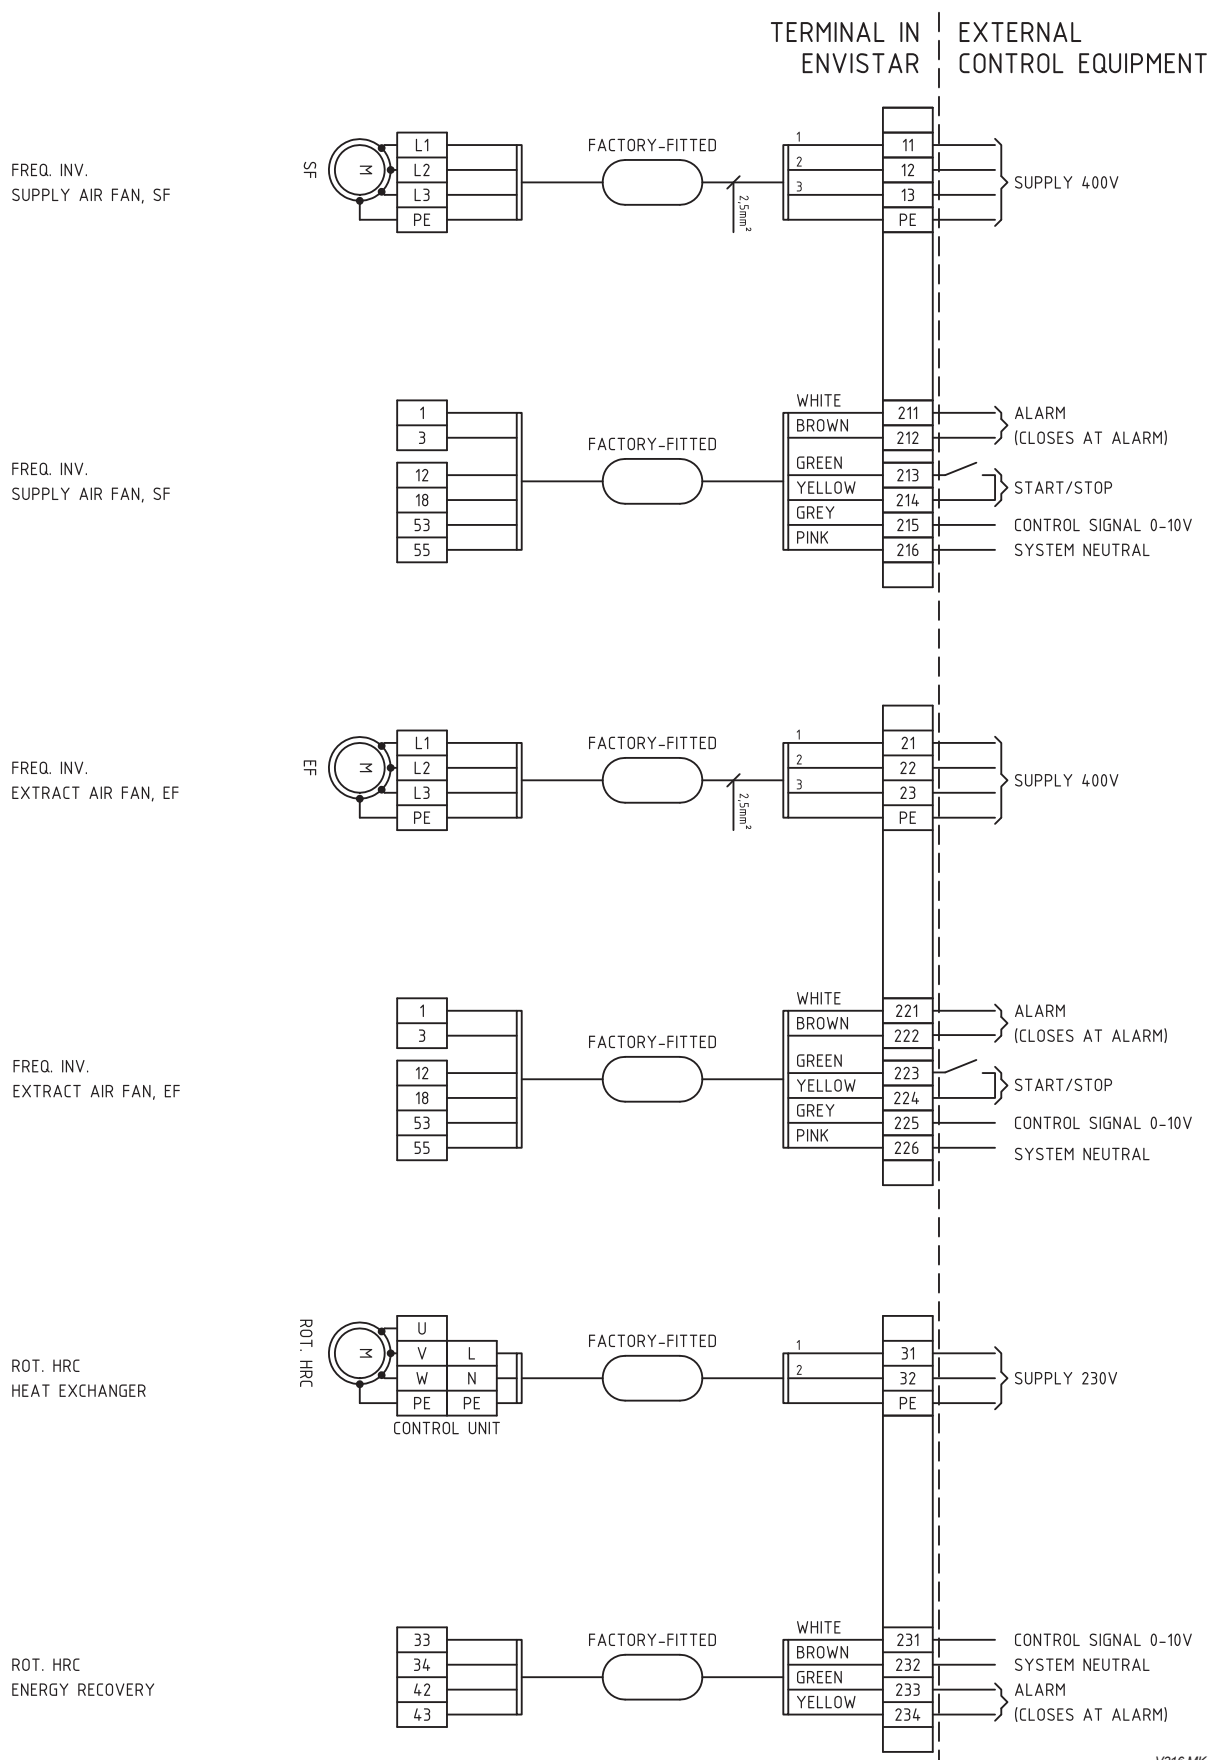 TERMINAL IN
ENVISTAR
EXTERNAL
CONTROL EQUIPMENT
FREQ. INV.
SUPPLY AIR FAN, SF
SF
M
L1
L2
L3
PE
FACTORY-FITTED
2,5mm²
1
2
3
11
12
13
PE
SUPPLY 400V
FREQ. INV.
SUPPLY AIR FAN, SF
1
3
12
18
53
55
FACTORY-FITTED
WHITE
BROWN
GREEN
YELLOW
GREY
PINK
211
212
213
214
215
216
ALARM
(CLOSES AT ALARM)
START/STOP
CONTROL SIGNAL 0-10V
SYSTEM NEUTRAL
FREQ. INV.
EXTRACT AIR FAN, EF
EF
M
L1
L2
L3
PE
FACTORY-FITTED
2,5mm²
1
2
3
21
22
23
PE
SUPPLY 400V
FREQ. INV.
EXTRACT AIR FAN, EF
1
3
12
18
53
55
FACTORY-FITTED
WHITE
BROWN
GREEN
YELLOW
GREY
PINK
221
222
223
224
225
226
ALARM
(CLOSES AT ALARM)
START/STOP
CONTROL SIGNAL 0-10V
SYSTEM NEUTRAL
ROT. HRC
HEAT EXCHANGER
ROT. HRC
M
U
V L
W N
PE PE
CONTROL UNIT
FACTORY-FITTED
1
2
31
32
PE
SUPPLY 230V
ROT. HRC
ENERGY RECOVERY
33
34
42
43
FACTORY-FITTED
WHITE
BROWN
GREEN
YELLOW
231
232
233
234
CONTROL SIGNAL 0-10V
SYSTEM NEUTRAL
ALARM
(CLOSES AT ALARM)